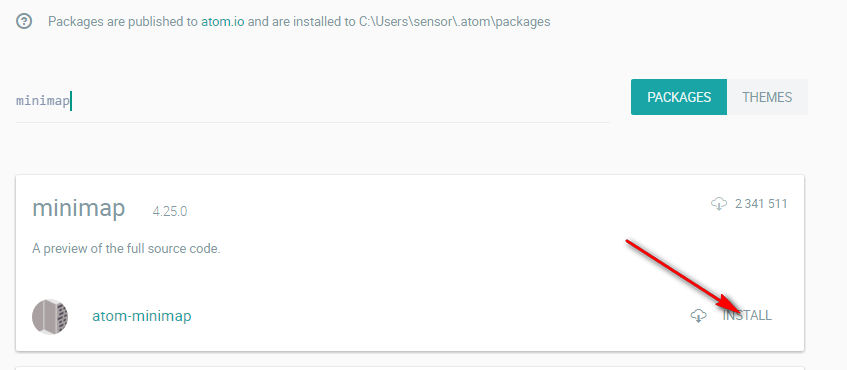 Packages are published to atom.io and are installed to C:\Users\sensor\.atom\packages
minimap
PACKAGES THEMES
minimap 4.25.0
2 341 511
A preview of the full source code.
atom-minimap
INSTALL